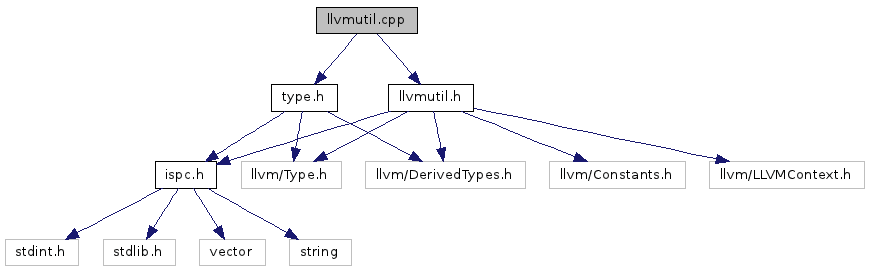 llvmutil.cpp
type.h
llvmutil.h
ispc.h
llvm/Type.h
llvm/DerivedTypes.h
llvm/Constants.h
llvm/LLVMContext.h
stdint.h
stdlib.h
vector
string